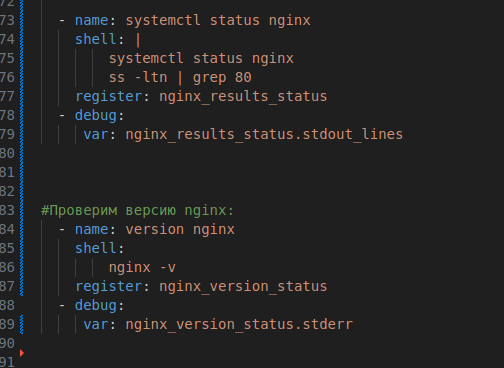 72
73 - name: systemctl status nginx
74 shell: |
75 systemctl status nginx
76 ss -ltn | grep 80
77 register: nginx_results_status
78 - debug:
79 var: nginx_results_status.stdout_lines
80
81
82
83 #Проверим версию nginx:
84 - name: version nginx
85 shell:
86 nginx -v
87 register: nginx_version_status
88 - debug:
89 var: nginx_version_status.stderr
90
91